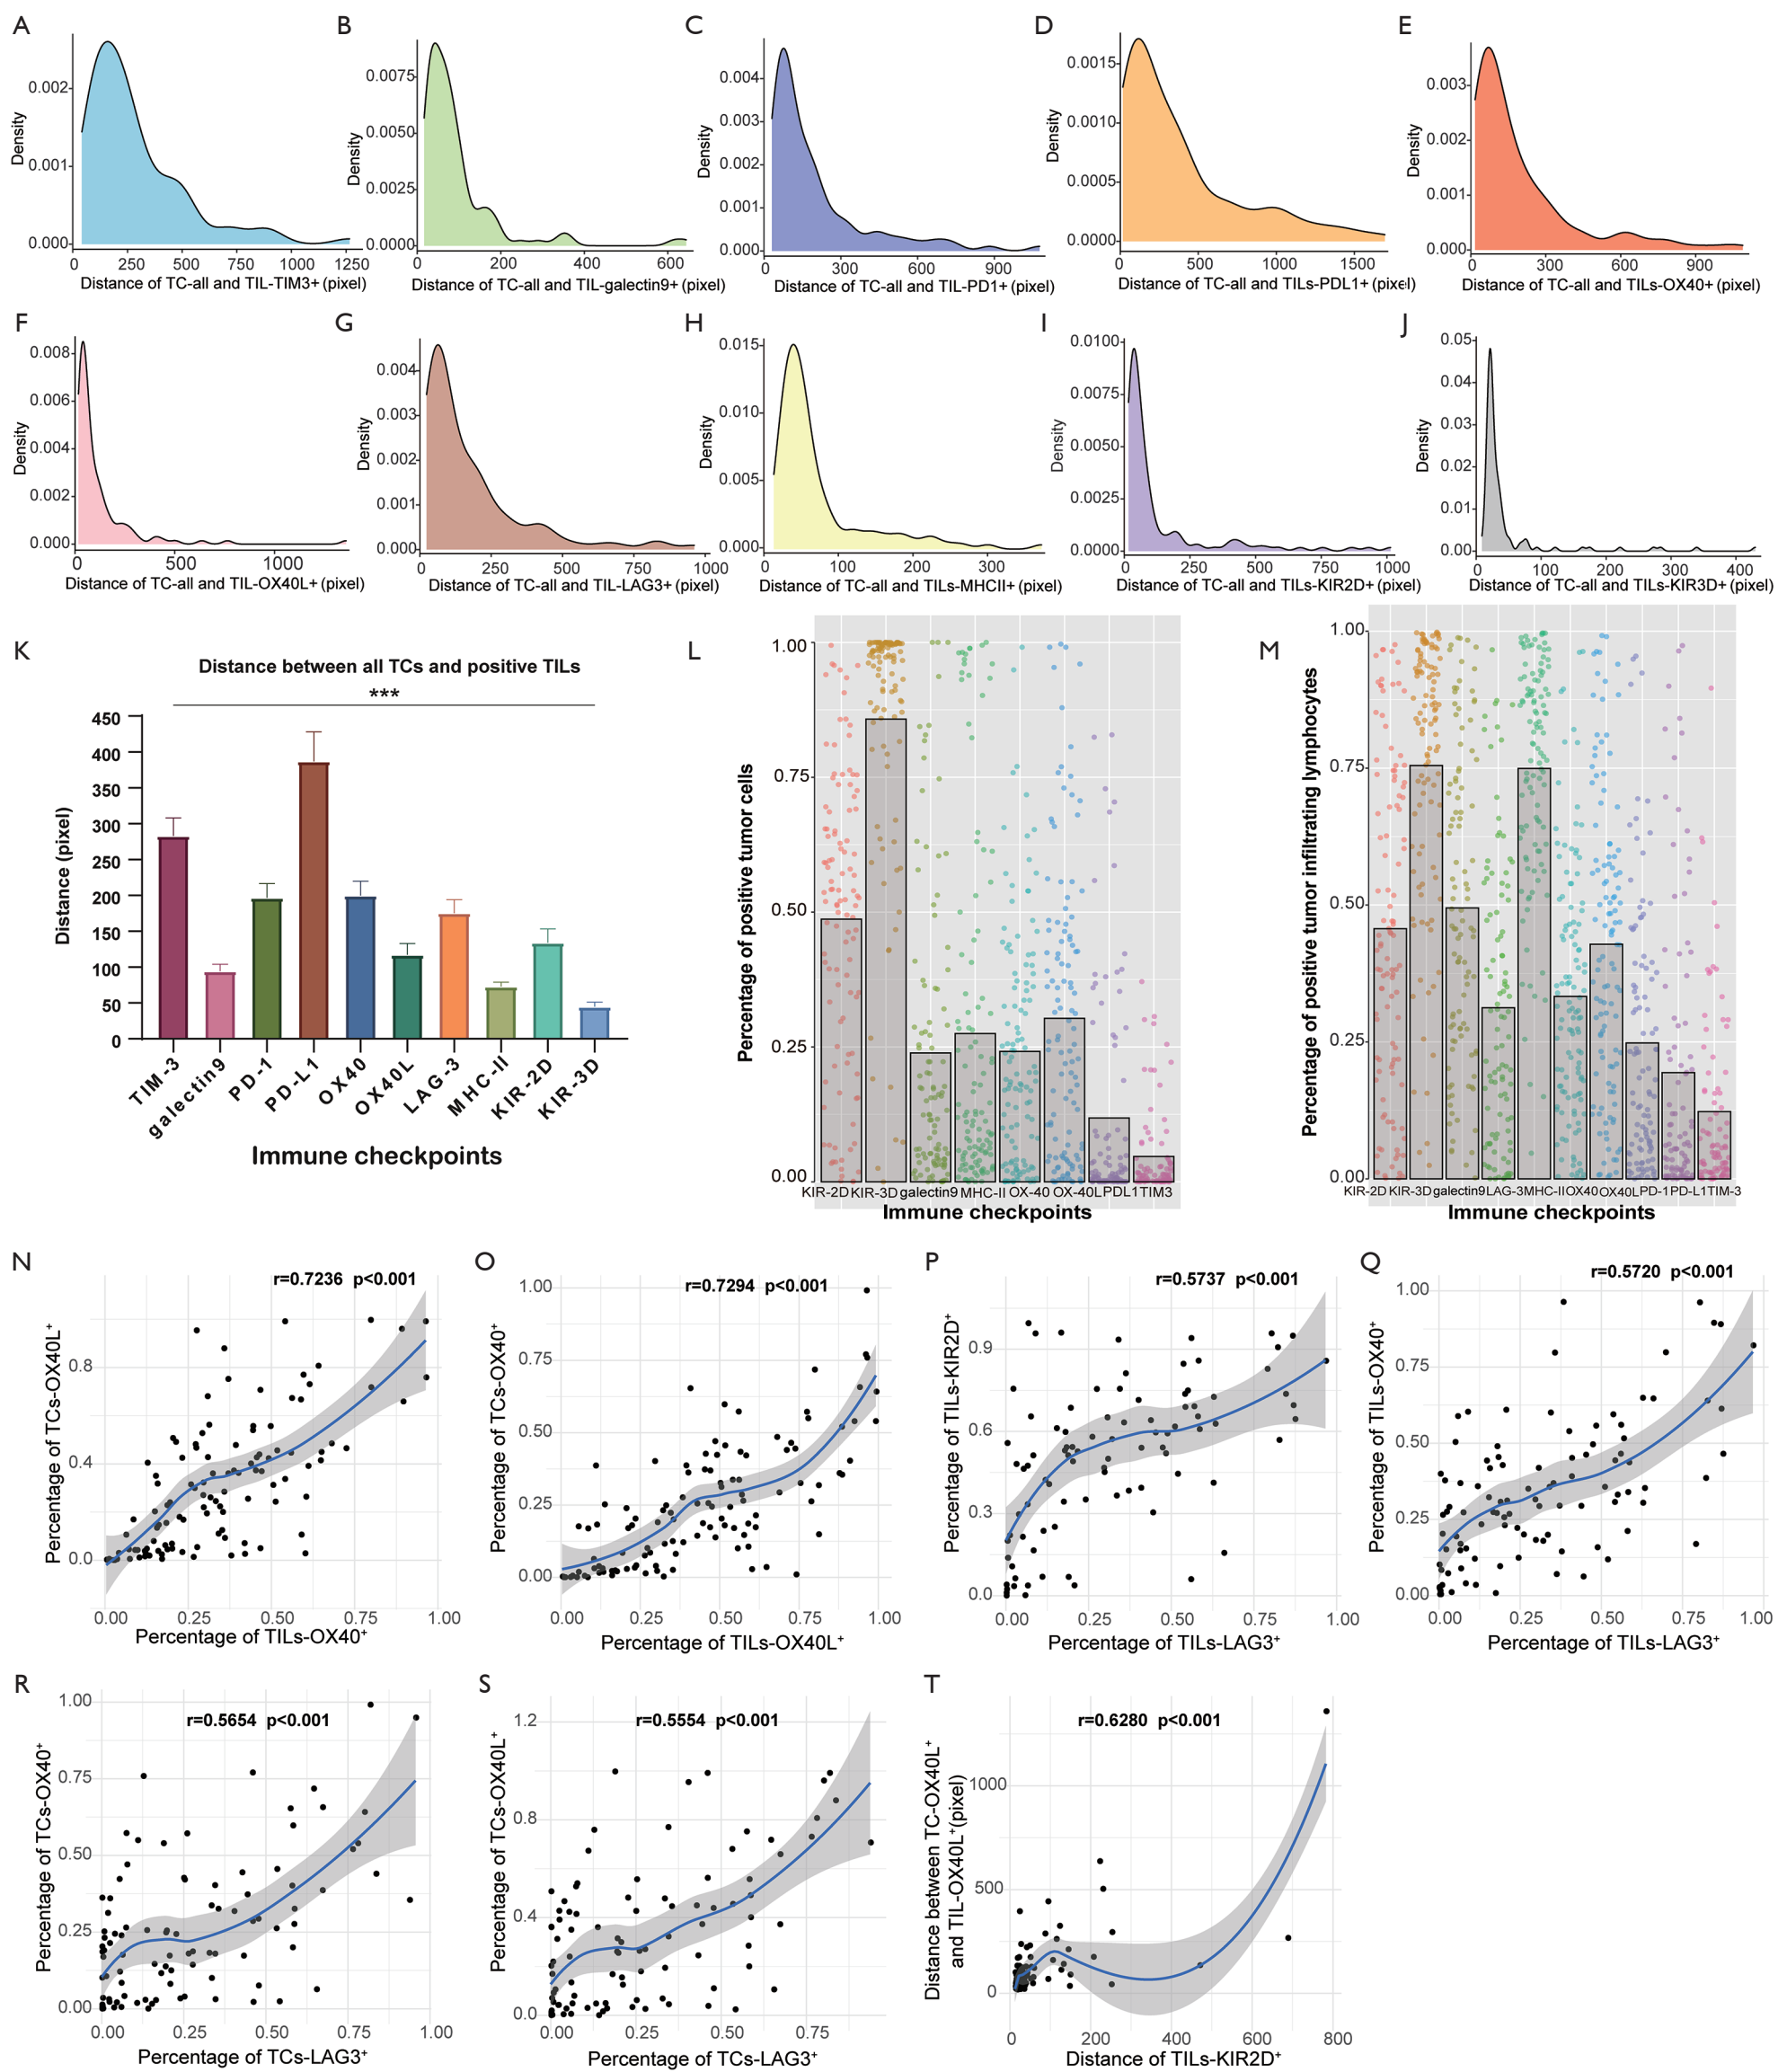 A
0.002
0.001
0.000
Density
0 250 500 750 1000 1250
Distance of TC-all and TIL-TIM3+ (pixel)
B
0.0075
0.0050
0.0025
0.0000
Density
0 200 400 600
Distance of TC-all and TIL-galectin9+ (pixel)
C
0.004
0.003
0.002
0.001
0.000
Density
0 300 600 900
Distance of TC-all and TIL-PD1+ (pixel)
D
0.0015
0.0010
0.0005
0.0000
Density
0 500 1000 1500
Distance of TC-all and TILs-PDL1+ (pixel)
E
0.003
0.002
0.001
0.000
Density
0 300 600 900
Distance of TC-all and TILs-OX40+ (pixel)
F
0.008
0.006
0.004
0.002
0.000
Density
0 500 1000
Distance of TC-all and TIL-OX40L+ (pixel)
G
0.004
0.003
0.002
0.001
0.000
Density
0 250 500 750 1000
Distance of TC-all and TIL-LAG3+ (pixel)
H
0.015
0.010
0.005
0.000
Density
0 100 200 300
Distance of TC-all and TILs-MHCII+ (pixel)
I
0.0100
0.0075
0.0050
0.0025
0.0000
Density
0 250 500 750 1000
Distance of TC-all and TILs-KIR2D+ (pixel)
J
0.05
0.04
0.03
0.02
0.01
0.00
Density
0 100 200 300 400
Distance of TC-all and TILs-KIR3D+ (pixel)
K
Distance between all TCs and positive TILs
***
450
400
350
300
250
200
150
100
50
0
Distance (pixel)
TIM-3 galectin9 PD-1 PD-L1 OX40 OX40L LAG-3 MHC-II KIR-2D KIR-3D
Immune checkpoints
L
1.00
0.75
0.50
0.25
0.00
Percentage of positive tumor cells
KIR-2D KIR-3D galectin9 MHC-II OX-40 OX-40L PDL1 TIM3
Immune checkpoints
M
1.00
0.75
0.50
0.25
0.00
Percentage of positive tumor infiltrating lymphocytes
KIR-2D KIR-3D galectin9 LAG-3 MHC-II OX40 OX40L PD-1 PD-L1 TIM-3
Immune checkpoints
N
r=0.7236 p<0.001
0.8
0.4
0.0
Percentage of TCs-OX40L+
0.00 0.25 0.50 0.75 1.00
Percentage of TILs-OX40+
O
r=0.7294 p<0.001
1.00
0.75
0.50
0.25
0.00
Percentage of TCs-OX40+
0.00 0.25 0.50 0.75 1.00
Percentage of TILs-OX40L+
P
r=0.5737 p<0.001
0.9
0.6
0.3
0.0
Percentage of TILs-KIR2D+
0.00 0.25 0.50 0.75 1.00
Percentage of TILs-LAG3+
Q
r=0.5720 p<0.001
1.00
0.75
0.50
0.25
0.00
Percentage of TILs-OX40+
0.00 0.25 0.50 0.75 1.00
Percentage of TILs-LAG3+
R
r=0.5654 p<0.001
1.00
0.75
0.50
0.25
0.00
Percentage of TCs-OX40+
0.00 0.25 0.50 0.75 1.00
Percentage of TCs-LAG3+
S
r=0.5554 p<0.001
1.2
0.8
0.4
0.0
Percentage of TCs-OX40L+
0.00 0.25 0.50 0.75
Percentage of TCs-LAG3+
T
r=0.6280 p<0.001
1000
500
0
Distance between TC-OX40L+
and TIL-OX40L+(pixel)
0 200 400 600 800
Distance of TILs-KIR2D+